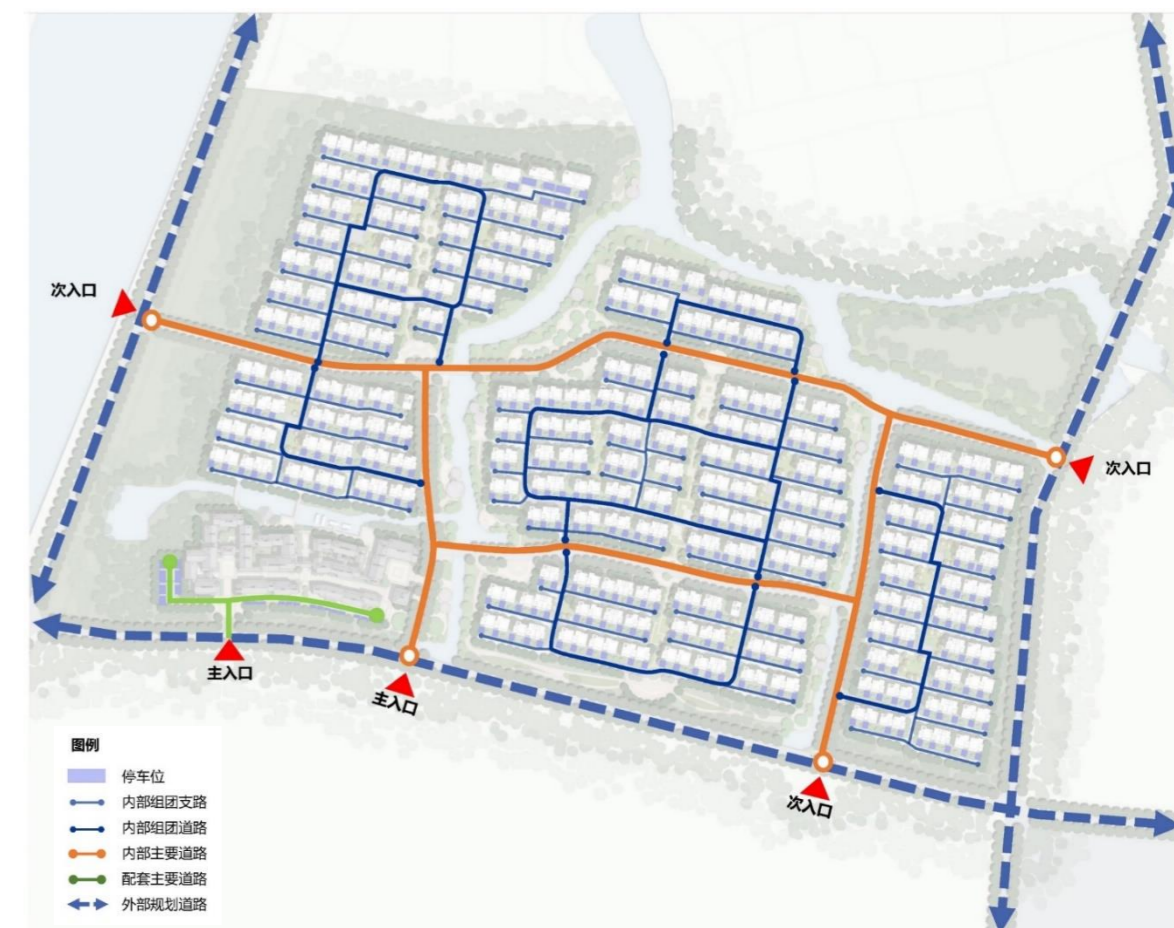 次入口
次入口
主入口
主入口
次入口
图例
停车位
内部组团支路
内部组团道路
内部主要道路
配套主要道路
外部规划道路